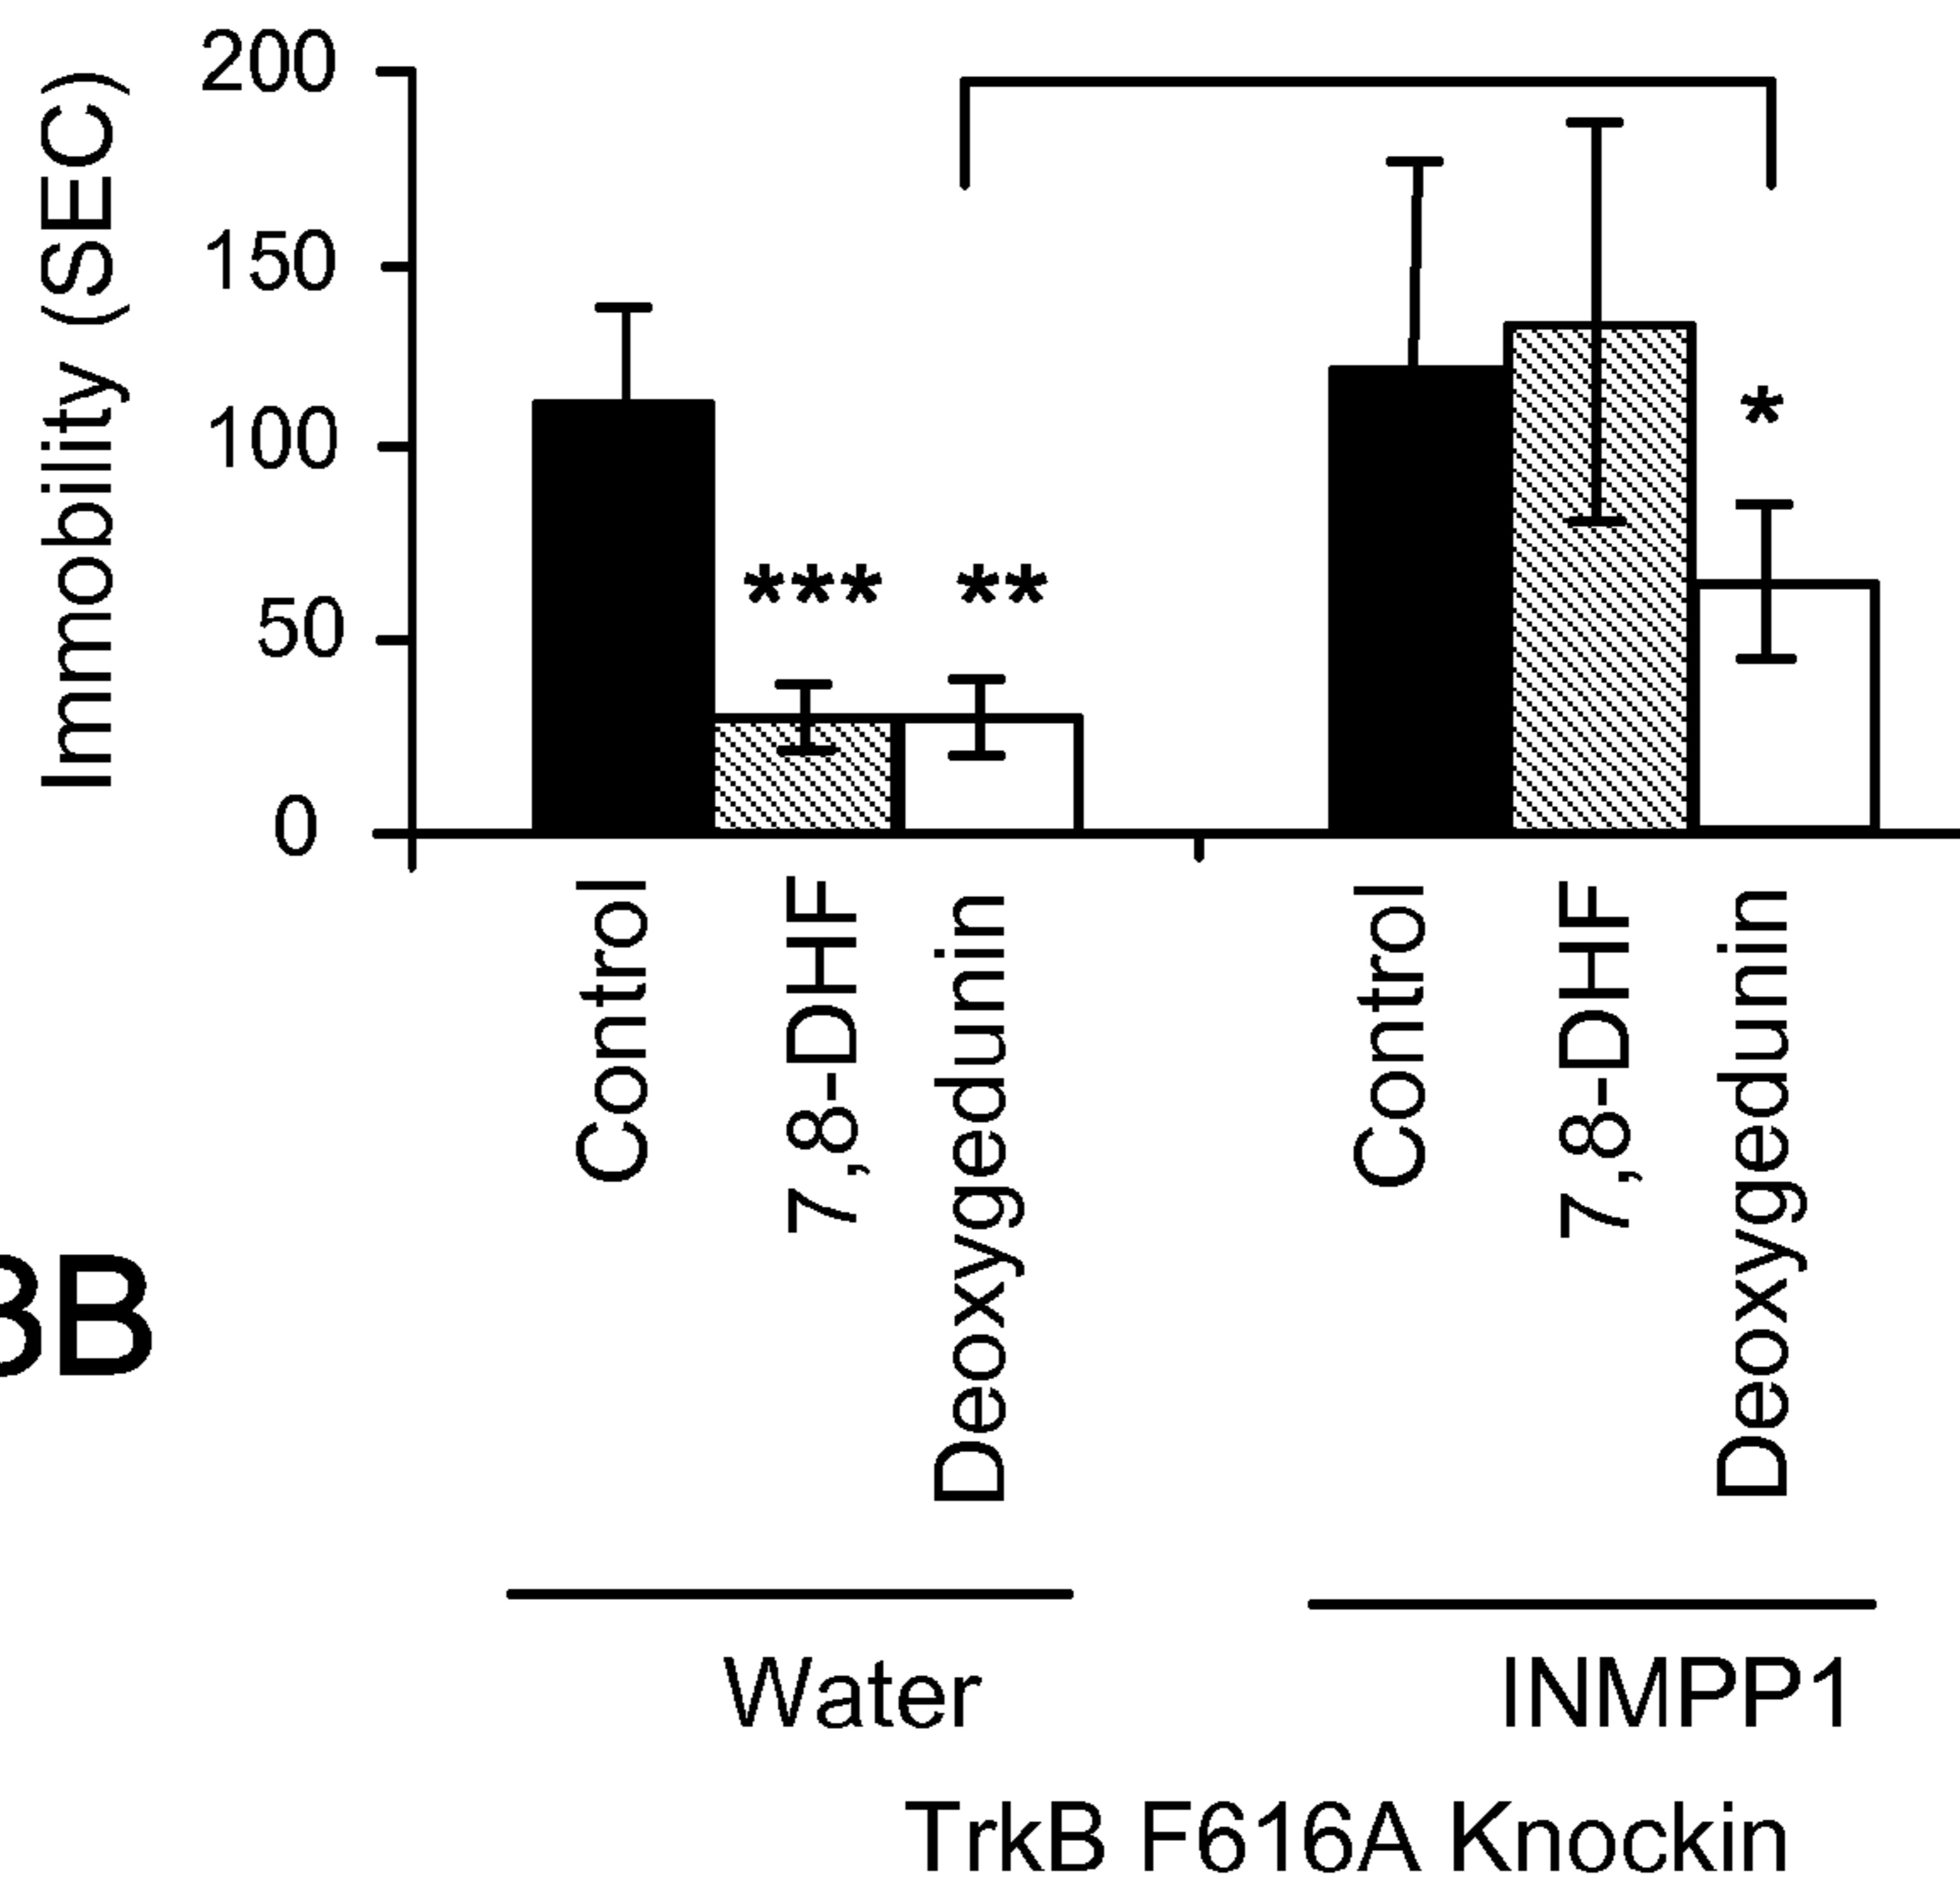 Immobility (SEC)
200
150
100
50
0
*** **
*
Control
7,8-DHF
Deoxygedunin
Control
7,8-DHF
Deoxygedunin
Water
INMPP1
TrkB F616A Knockin
B